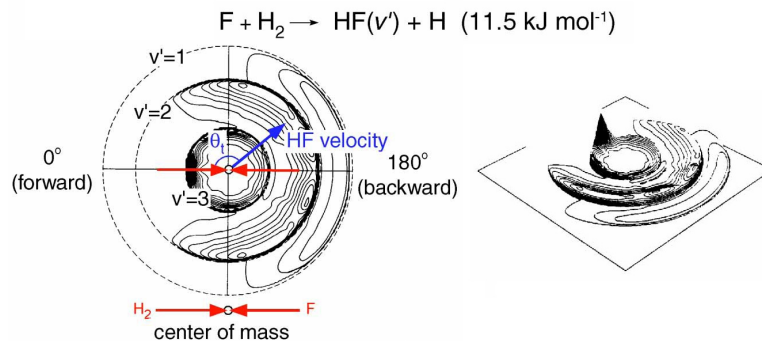 F + H₂ → HF(v') + H (11.5 kJ mol⁻¹)
v'=1
v'=2
θₜ
HF velocity
0°
(forward)
180°
(backward)
v'=3
H₂
F
center of mass